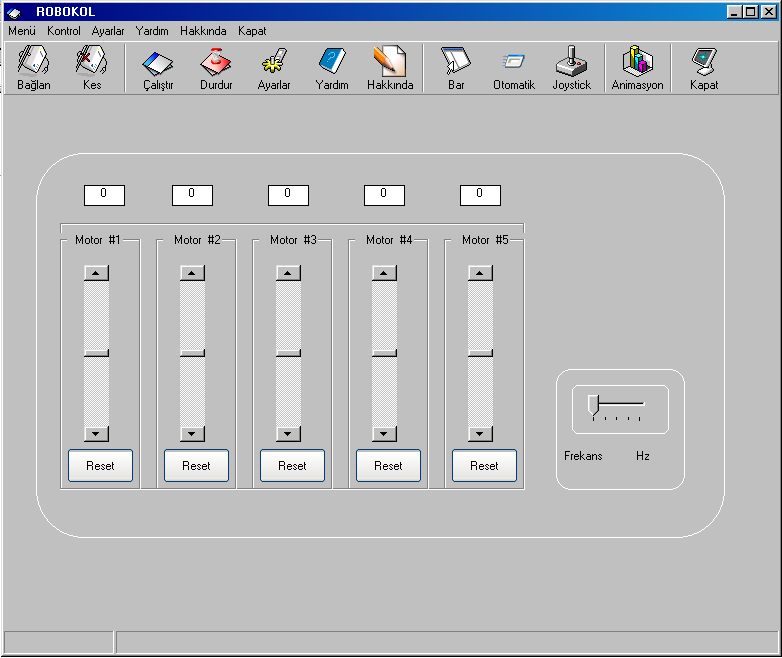 ROBOKOL
Menü Kontrol Ayarlar Yardım Hakkında Kapat
Bağlan Kes Çalıştır Durdur Ayarlar Yardım Hakkında Bar Otomatik Joystick Animasyon Kapat
0 0 0 0 0
Motor #1 Motor #2 Motor #3 Motor #4 Motor #5
Reset Reset Reset Reset Reset
Frekans Hz